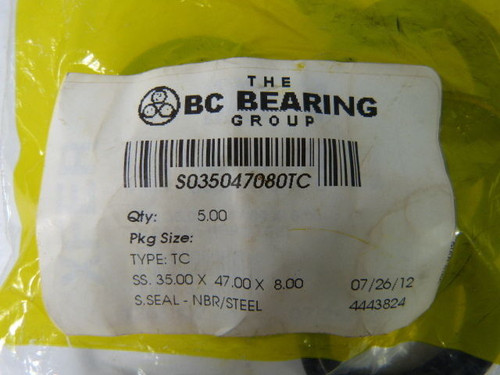 THE
BC BEARING
GROUP
S035047080TC
Qty: 5.00
Pkg Size:
TYPE: TC
SS. 35.00 X 47.00 X 8.00 07/26/12
S.SEAL - NBR/STEEL 4443824